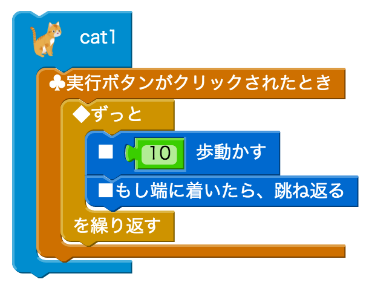 cat1
♣実行ボタンがクリックされたとき
◆ずっと
■ 10 歩動かす
■もし端に着いたら、跳ね返る
を繰り返す